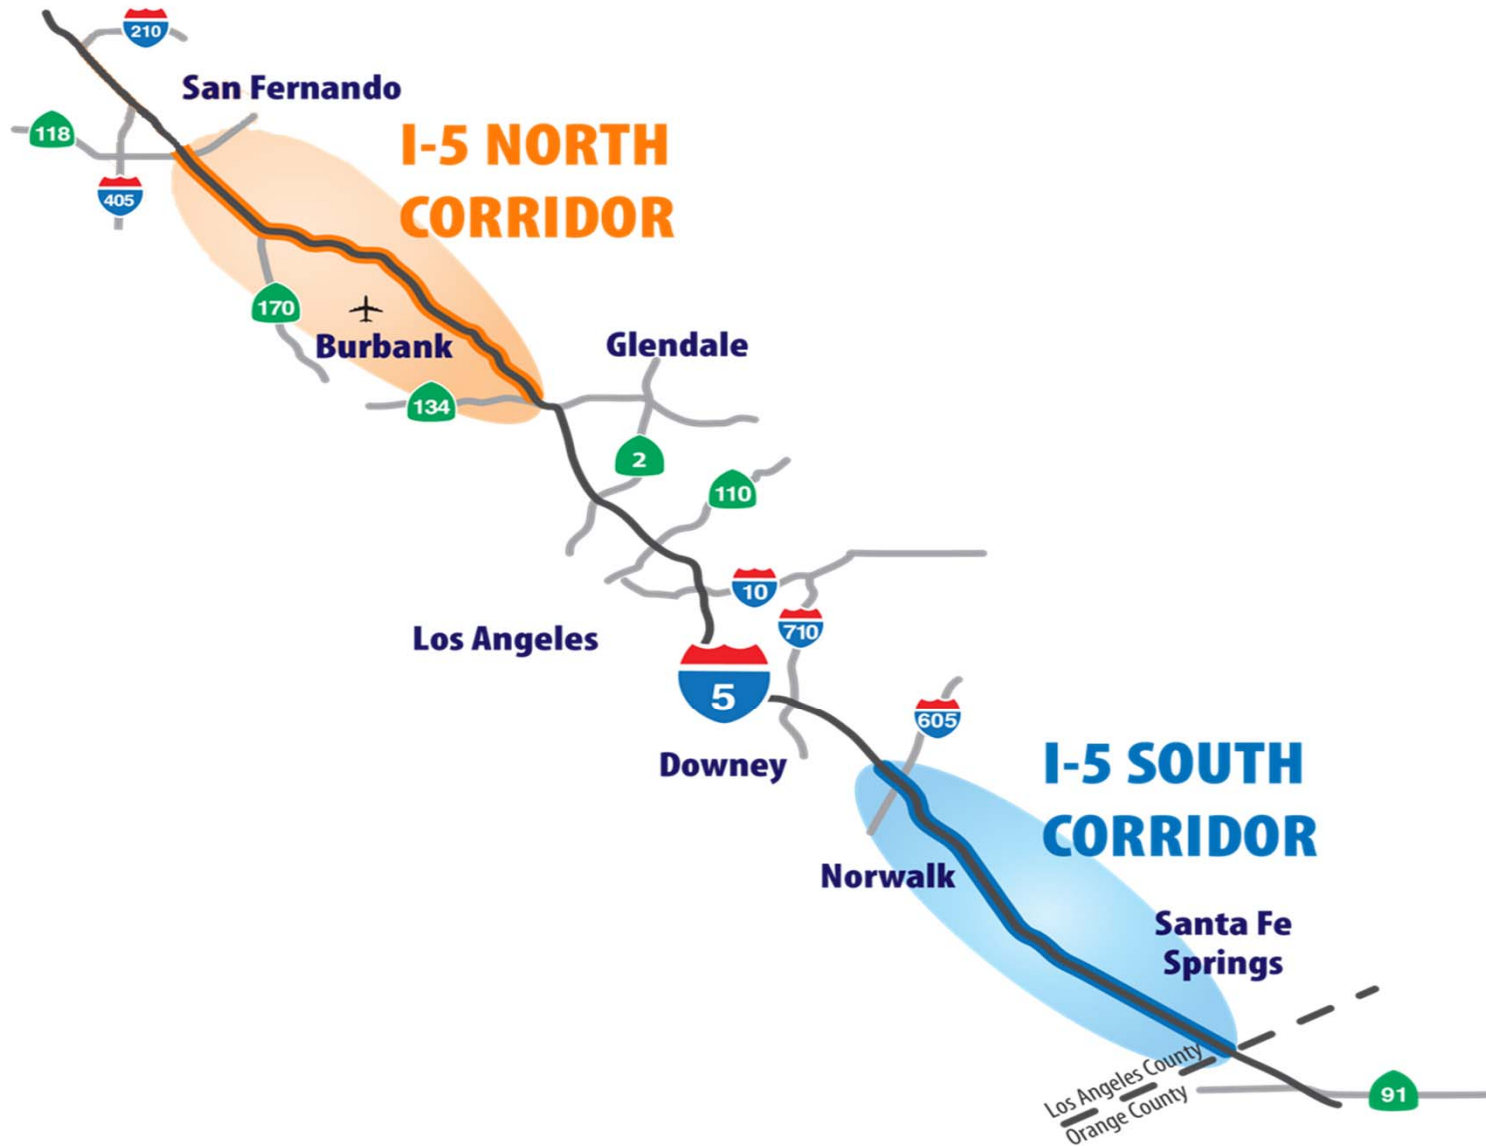 210
San Fernando
118
I-5 NORTH
CORRIDOR
405
170
Burbank
Glendale
134
2
110
10
710
Los Angeles
5
605
Downey
I-5 SOUTH
CORRIDOR
Norwalk
Santa Fe
Springs
Los Angeles County
Orange County
91